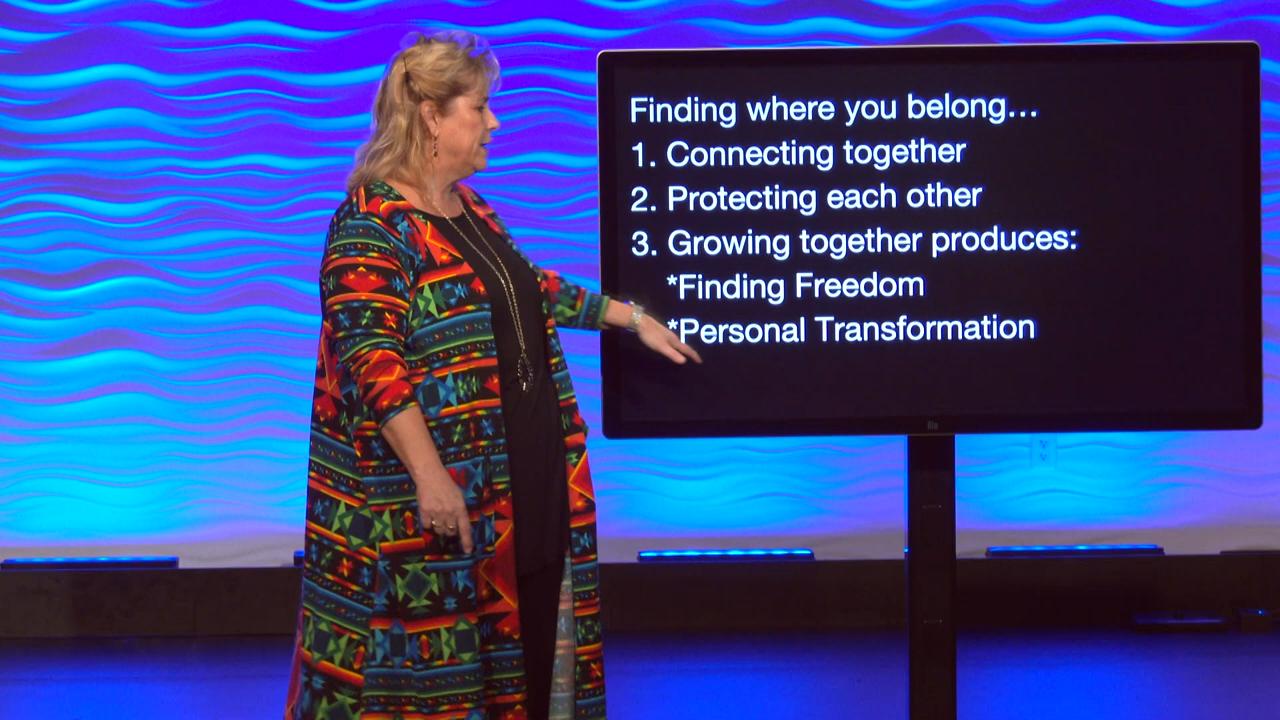 Finding where you belong…
1. Connecting together
2. Protecting each other
3. Growing together produces:
*Finding Freedom
*Personal Transformation